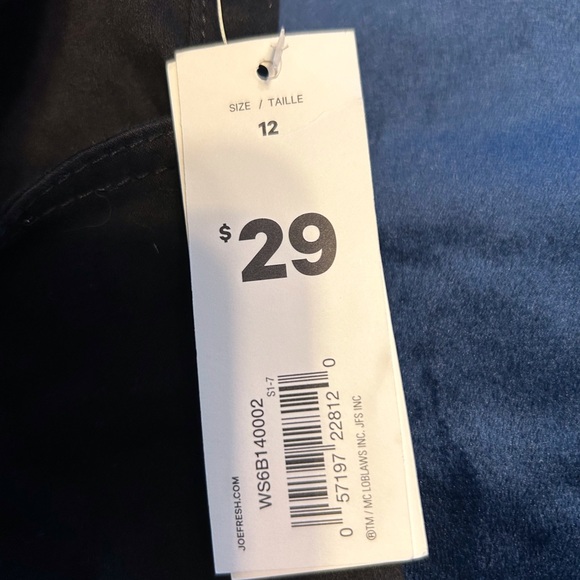 SIZE / TAILLE
12
$29
JOEFRESH.COM
WS6B140002
S1-7
0 57197 22812 0
®TM / MC LOBLAWS INC. JFS INC